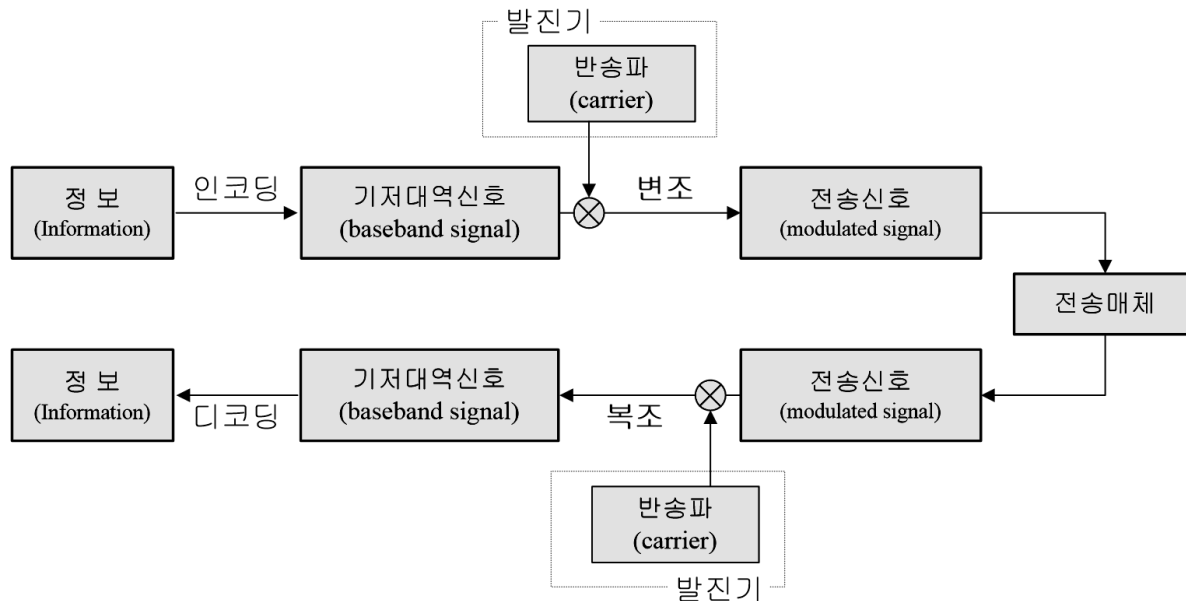 발진기
반송파
(carrier)
정 보
(Information)
인코딩
기저대역신호
(baseband signal)
변조
전송신호
(modulated signal)
전송매체
정 보
(Information)
디코딩
기저대역신호
(baseband signal)
복조
전송신호
(modulated signal)
반송파
(carrier)
발진기